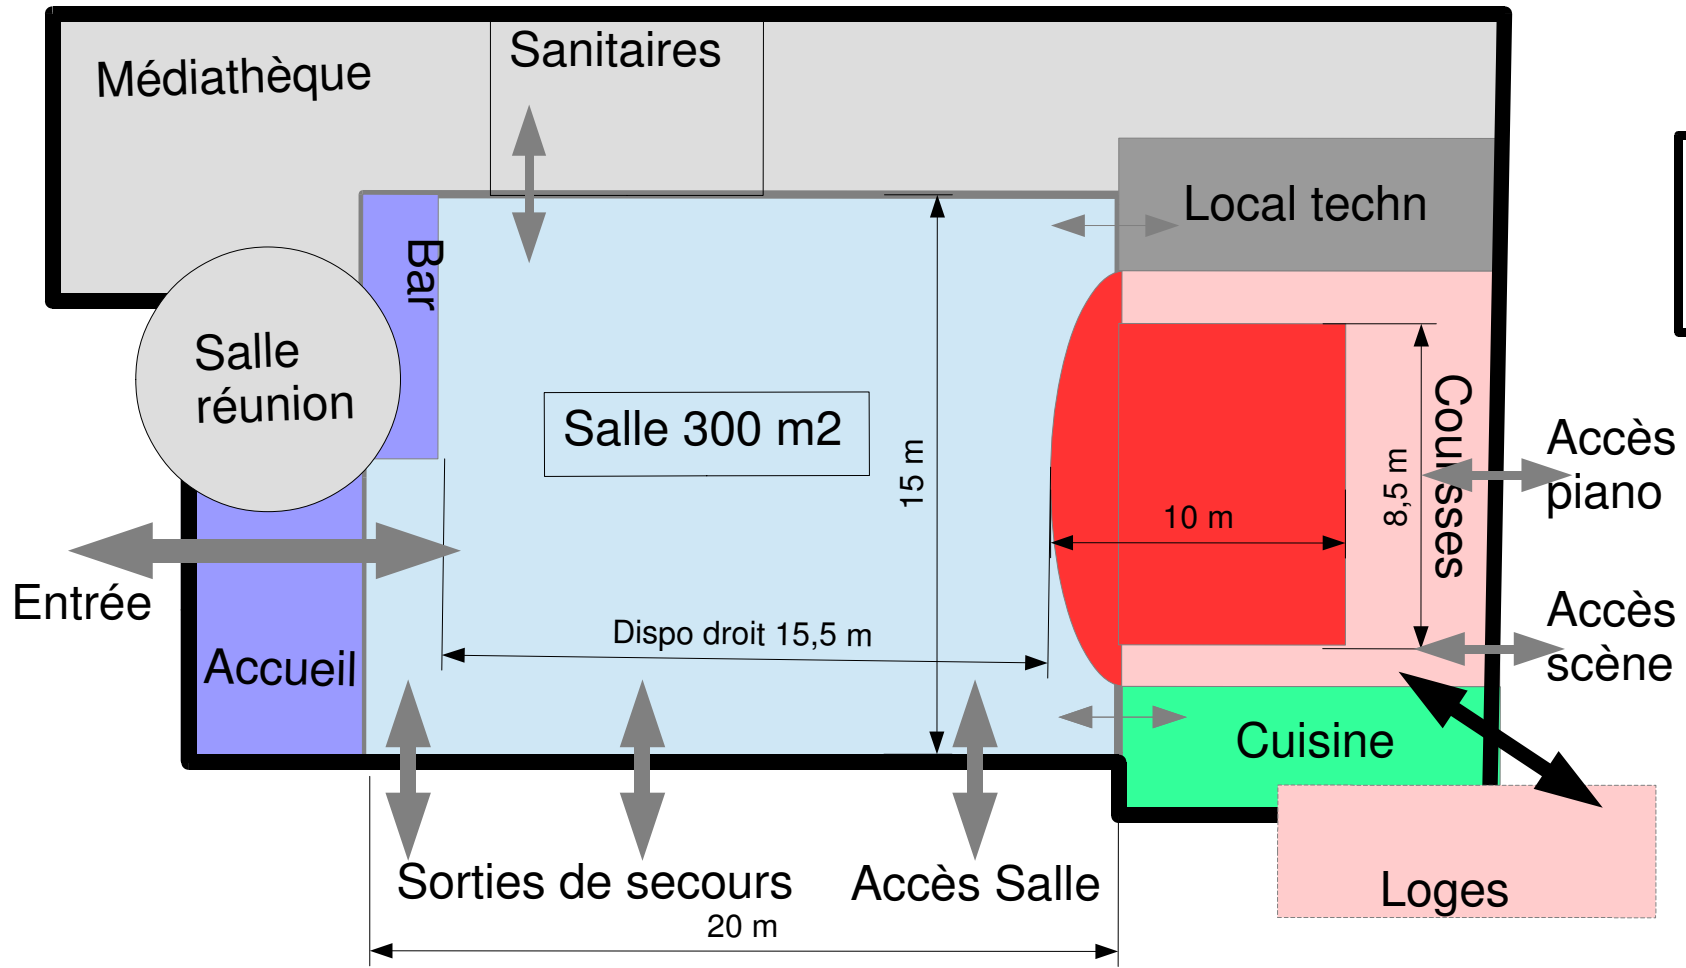 Sanitaires
Médiathèque
Local techn
Bar
Salle
réunion
Salle 300 m2
15 m
10 m
8,5 m
Coulisses
Accès
piano
Entrée
Dispo droit 15,5 m
Accueil
Accès
scène
Cuisine
Sorties de secours
Accès Salle
Loges
20 m